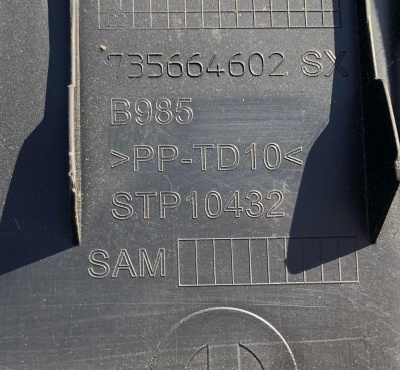 735664602 SX
B985
>PP-TD10<
STP10432
SAM